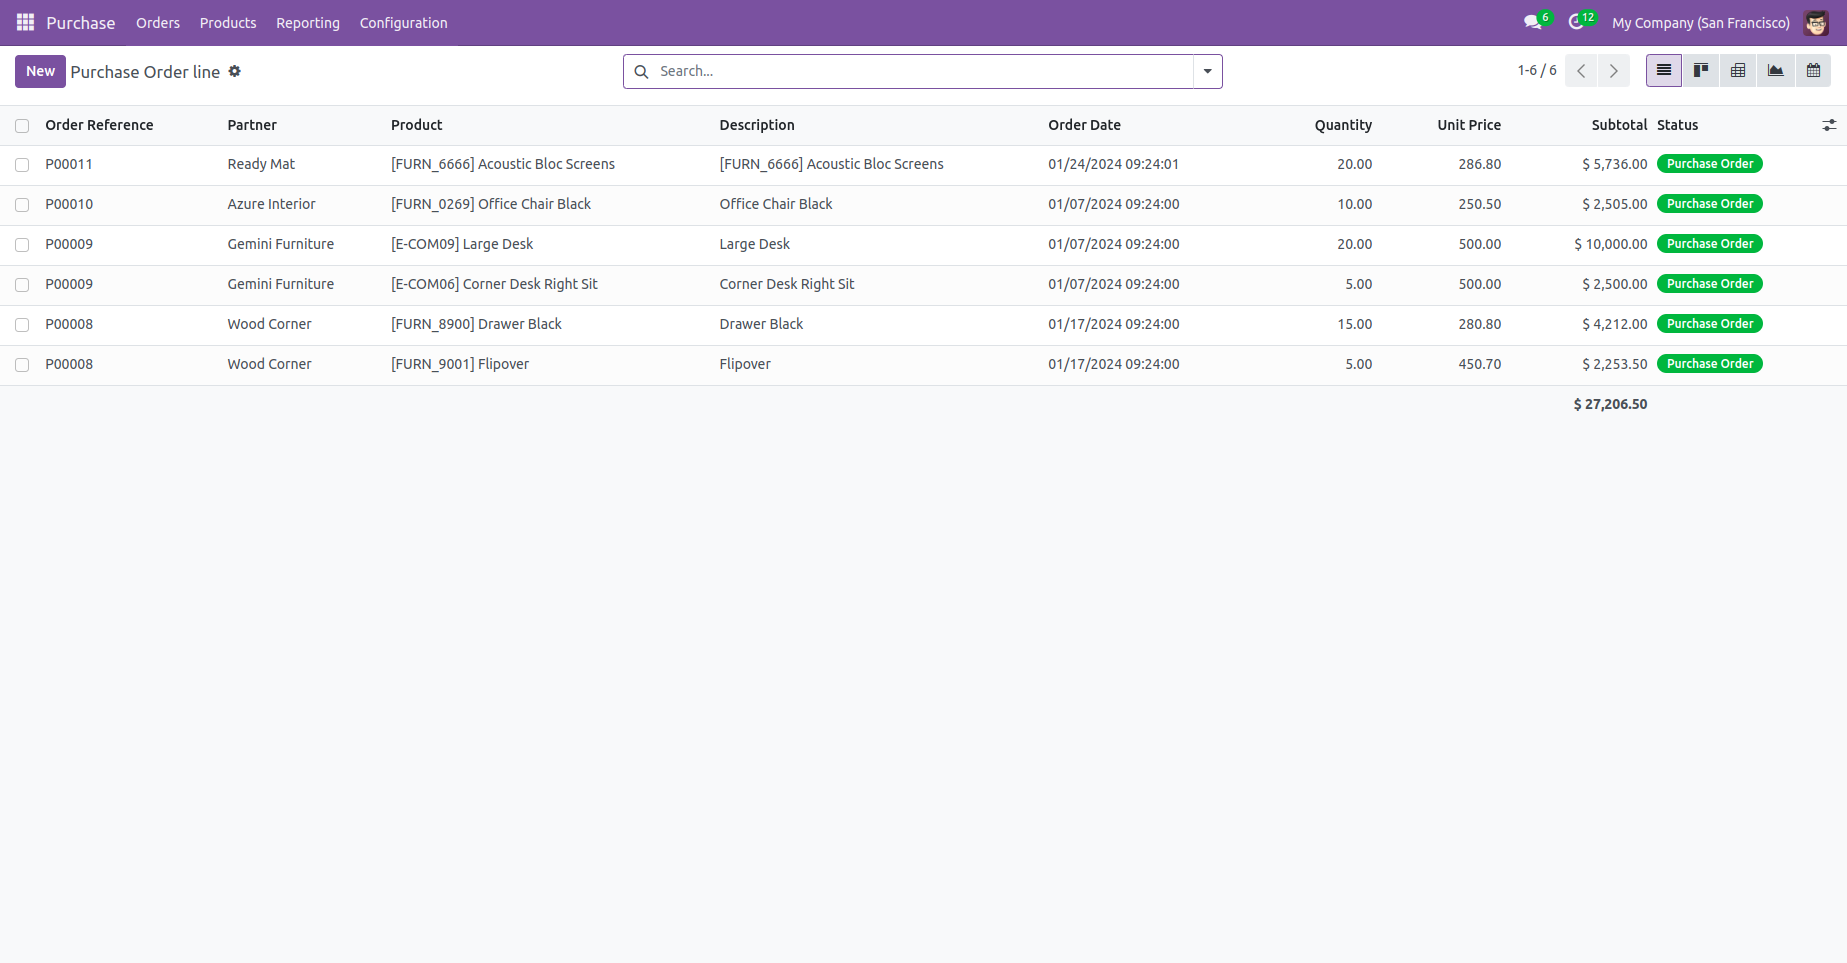 Purchase Orders Products Reporting Configuration 6 12 My Company (San Francisco)
New Purchase Order line Search... 1-6 / 6
Order Reference Partner Product Description Order Date Quantity Unit Price Subtotal Status
P00011 Ready Mat [FURN_6666] Acoustic Bloc Screens [FURN_6666] Acoustic Bloc Screens 01/24/2024 09:24:01 20.00 286.80 $ 5,736.00 Purchase Order
P00010 Azure Interior [FURN_0269] Office Chair Black Office Chair Black 01/07/2024 09:24:00 10.00 250.50 $ 2,505.00 Purchase Order
P00009 Gemini Furniture [E-COM09] Large Desk Large Desk 01/07/2024 09:24:00 20.00 500.00 $ 10,000.00 Purchase Order
P00009 Gemini Furniture [E-COM06] Corner Desk Right Sit Corner Desk Right Sit 01/07/2024 09:24:00 5.00 500.00 $ 2,500.00 Purchase Order
P00008 Wood Corner [FURN_8900] Drawer Black Drawer Black 01/17/2024 09:24:00 15.00 280.80 $ 4,212.00 Purchase Order
P00008 Wood Corner [FURN_9001] Flipover Flipover 01/17/2024 09:24:00 5.00 450.70 $ 2,253.50 Purchase Order
$ 27,206.50